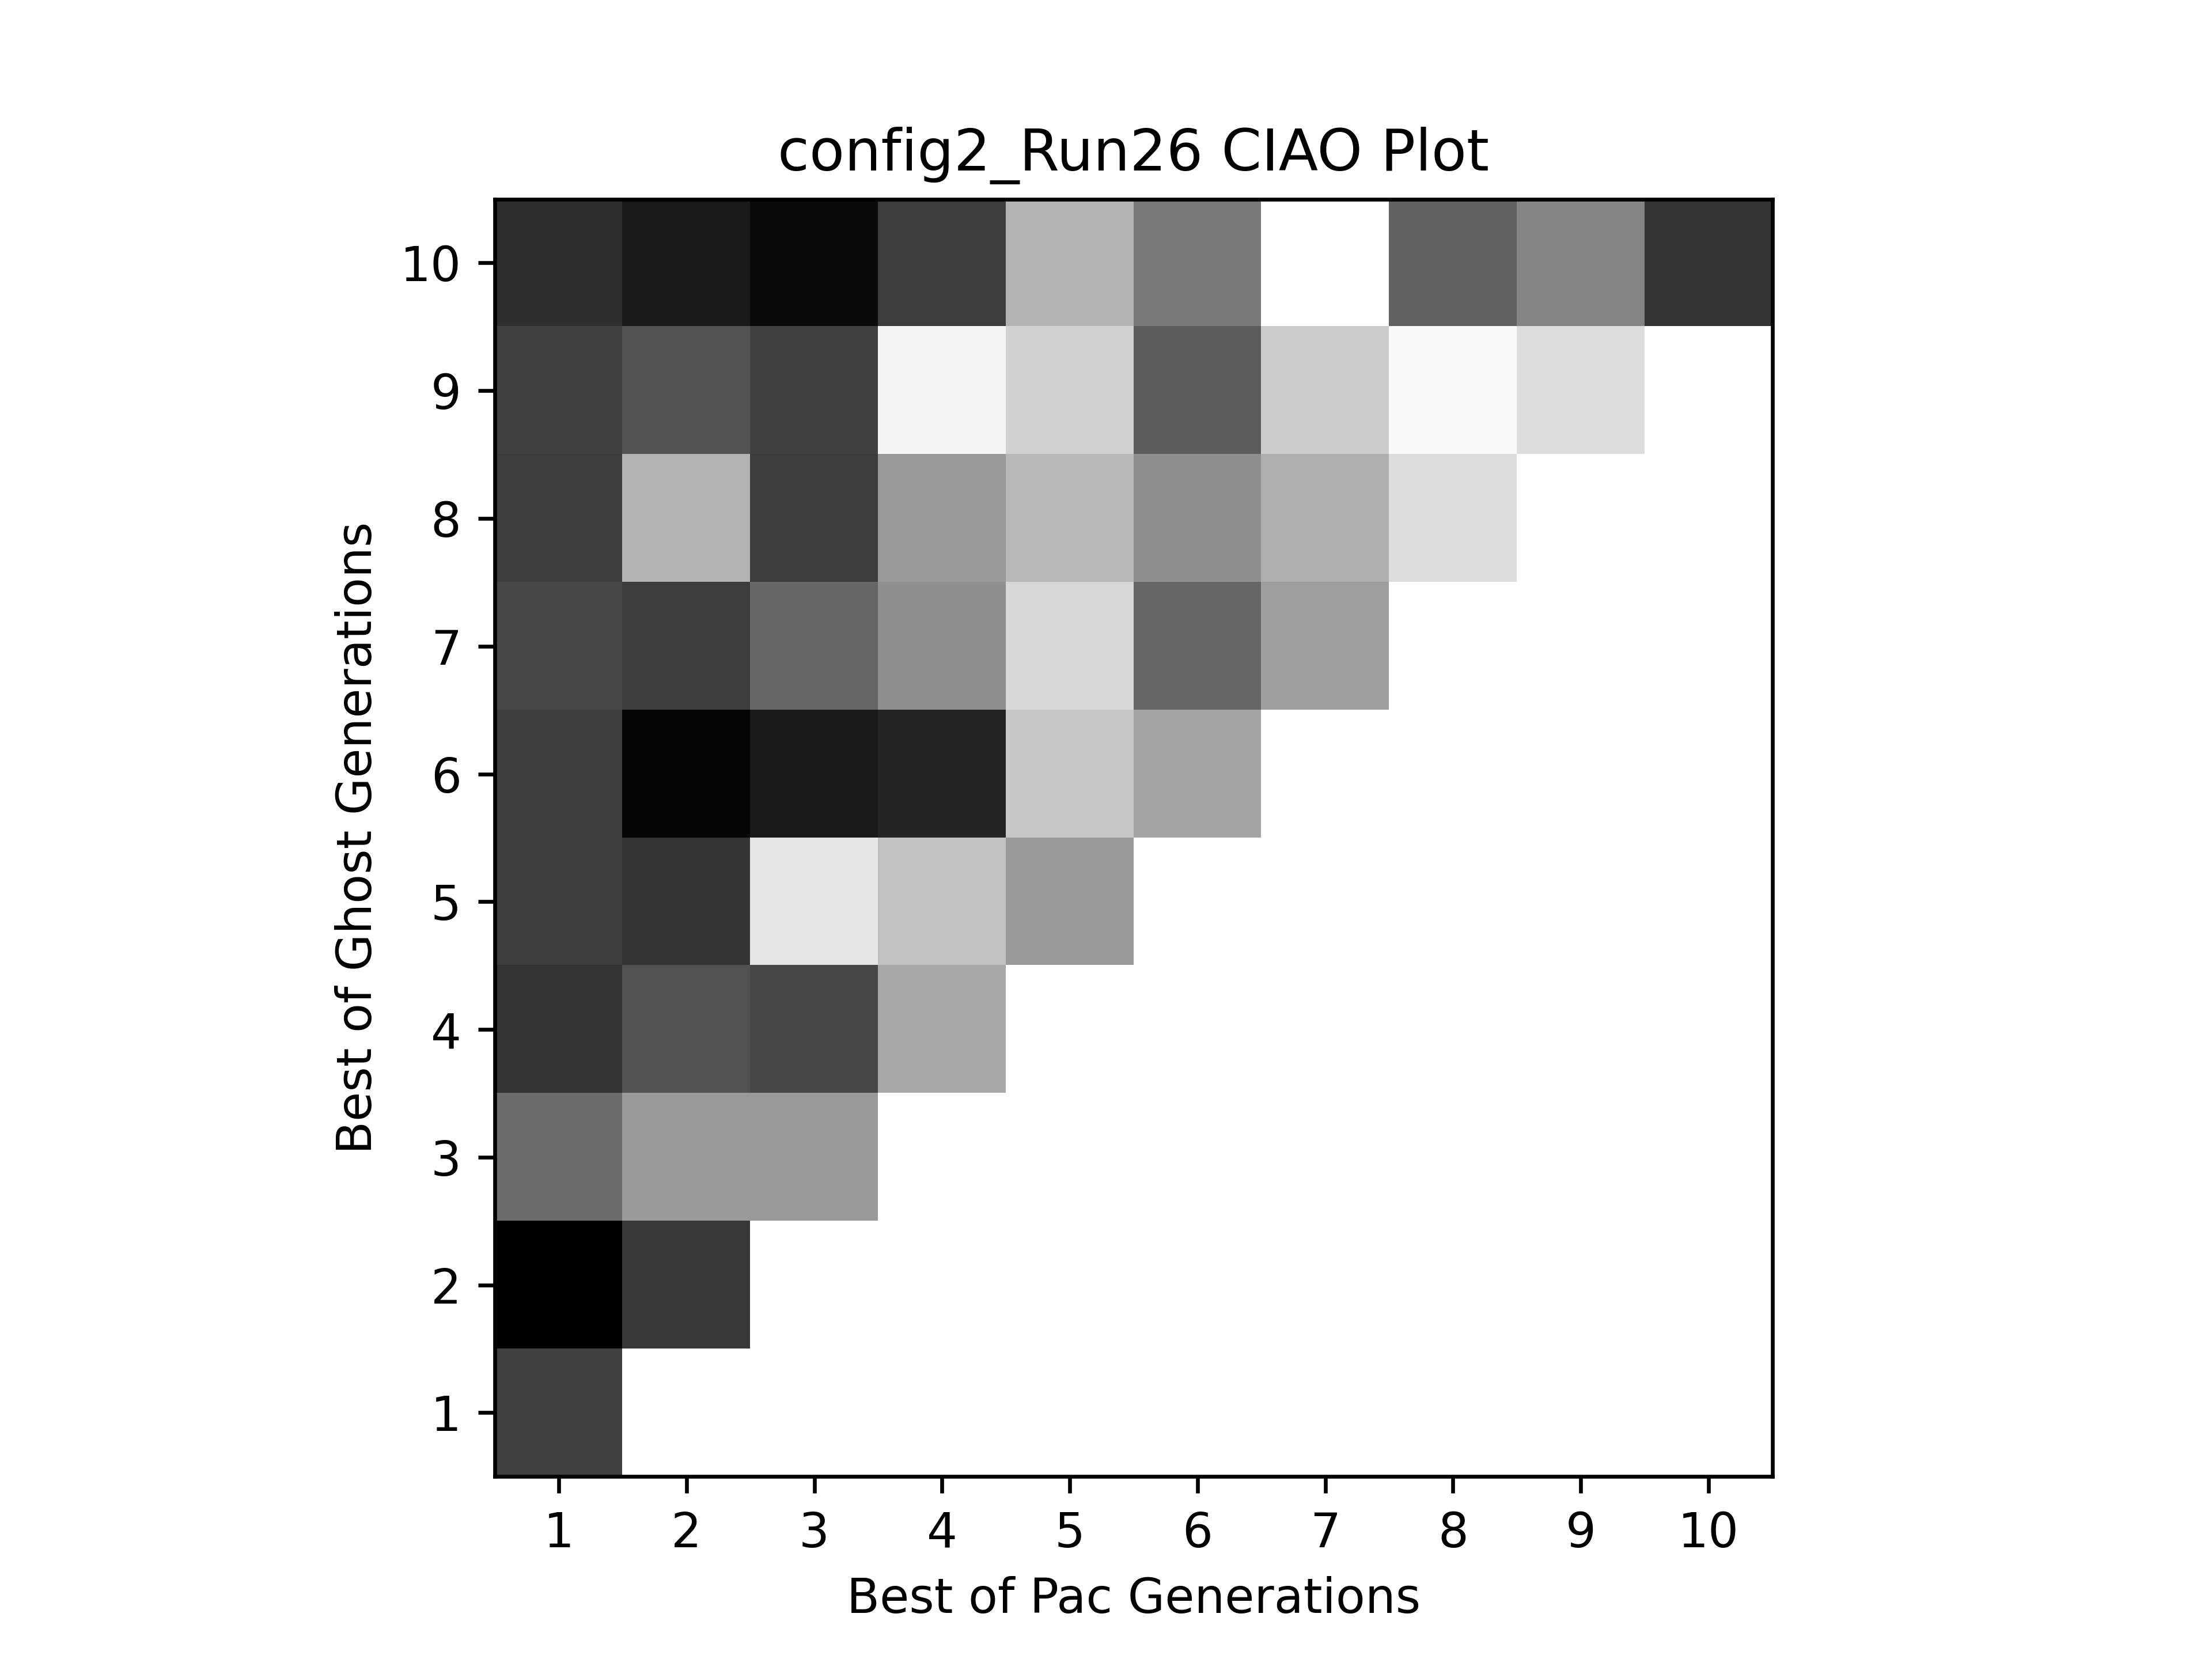 config2_Run26 CIAO Plot
Best of Ghost Generations
10
9
8
7
6
5
4
3
2
1
1 2 3 4 5 6 7 8 9 10
Best of Pac Generations